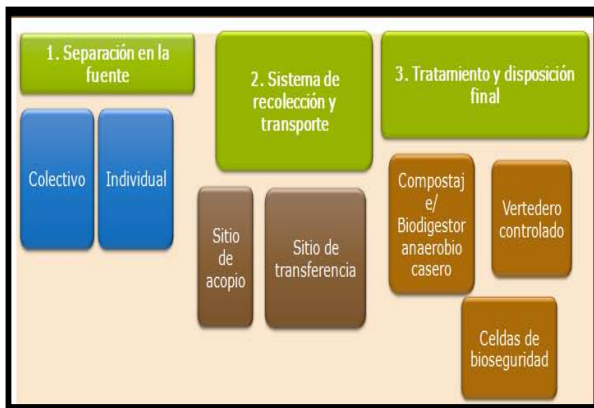 1. Separación en la
fuente
Colectivo
Individual
2. Sistema de
recolección y
transporte
Sitio
de
acopio
Sitio de
transferencia
3. Tratamiento y disposición
final
Compostaj
e/
Biodigestor
anaerobio
casero
Vertedero
controlado
Celdas de
bioseguridad